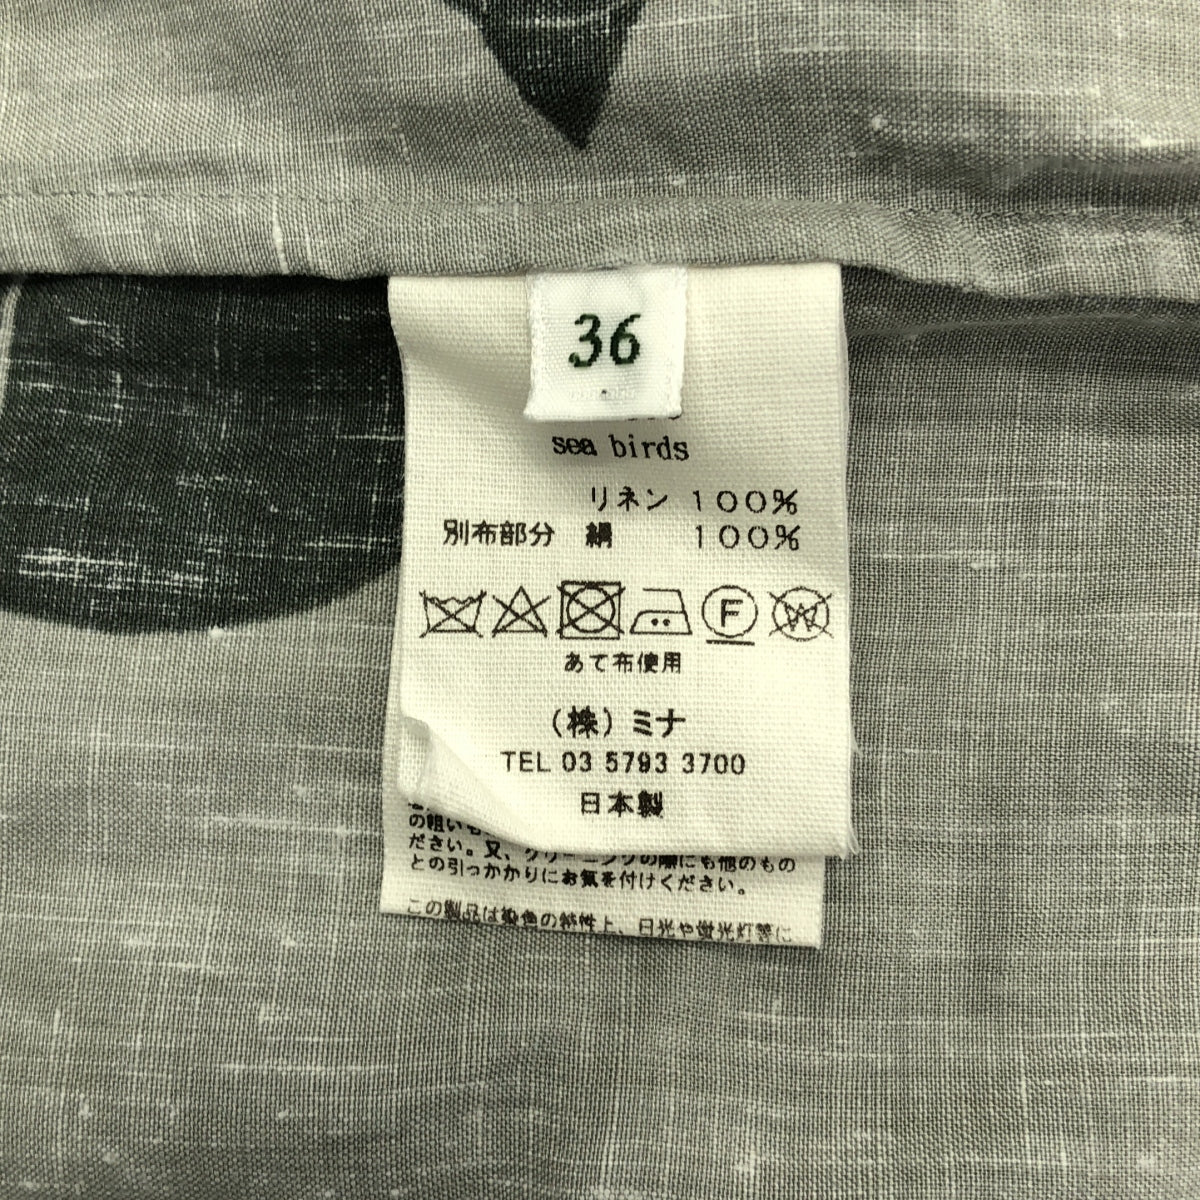 36
sea birds
リネン 100%
別布部分 絹 100%
F
W
あて布使用
(株)ミナ
TEL 03 5793 3700
日本製
の粗いも
ださい。又、クリーニングの際にも他のもの
との引っかかりにお気を付けください。
この製品は染色の特性上、日光や蛍光灯等に